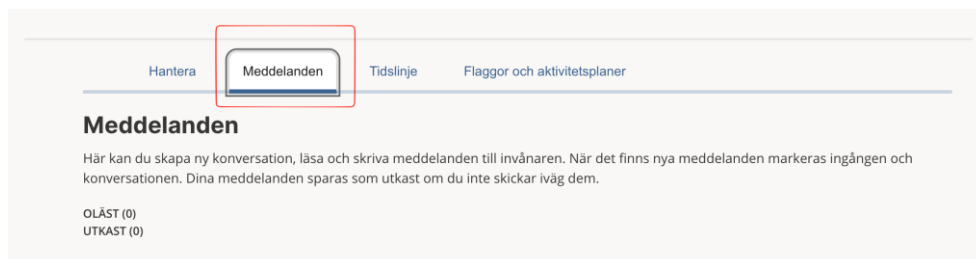 Hantera Meddelanden Tidslinje Flaggor och aktivitetsplaner
Meddelanden
Här kan du skapa ny konversation, läsa och skriva meddelanden till invånaren. När det finns nya meddelanden markeras ingången och
konversationen. Dina meddelanden sparas som utkast om du inte skickar iväg dem.
OLÄST (0)
UTKAST (0)